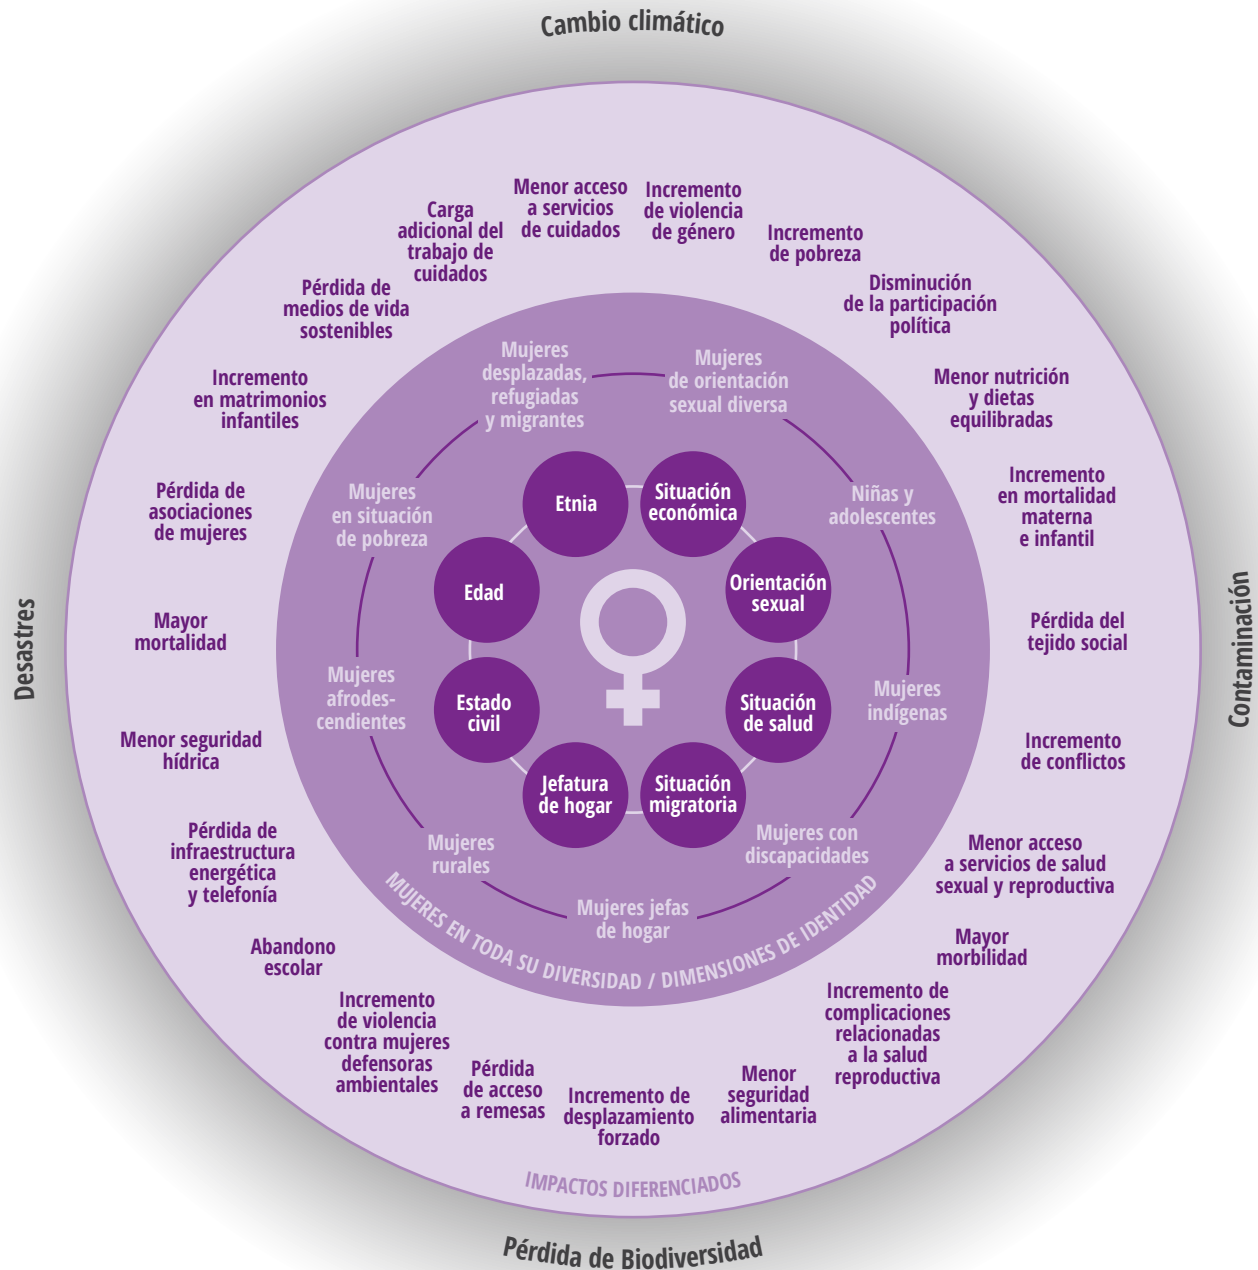 Cambio climático
Menor acceso
a servicios
de cuidados
Incremento
de violencia
de género
Incremento
de pobreza
Disminución
de la participación
política
Menor nutrición
y dietas
equilibradas
Incremento
en mortalidad
materna
e infantil
Pérdida del
tejido social
Incremento
de conflictos
Menor acceso
a servicios de salud
sexual y reproductiva
Mayor
morbilidad
Incremento de
complicaciones
relacionadas
a la salud
reproductiva
Menor
seguridad
alimentaria
Incremento de
desplazamiento
forzado
Pérdida
de acceso
a remesas
Incremento
de violencia
contra mujeres
defensoras
ambientales
Abandono
escolar
Pérdida de
infraestructura
energética
y telefonía
Menor seguridad
hídrica
Mayor
mortalidad
Pérdida de
asociaciones
de mujeres
Incremento
en matrimonios
infantiles
Pérdida de
medios de vida
sostenibles
Carga
adicional del
trabajo de
cuidados
Mujeres
desplazadas,
refugiadas
y migrantes
Mujeres
de orientación
sexual diversa
Niñas y
adolescentes
Mujeres
indígenas
Mujeres con
discapacidades
Mujeres jefas
de hogar
Mujeres
rurales
Mujeres
afrodes-
cendientes
Mujeres
en situación
de pobreza
Etnia
Situación
económica
Orientación
sexual
Situación
de salud
Situación
migratoria
Jefatura
de hogar
Estado
civil
Edad
MUJERES EN TODA SU DIVERSIDAD / DIMENSIONES DE IDENTIDAD
IMPACTOS DIFERENCIADOS
Desastres
Contaminación
Pérdida de Biodiversidad